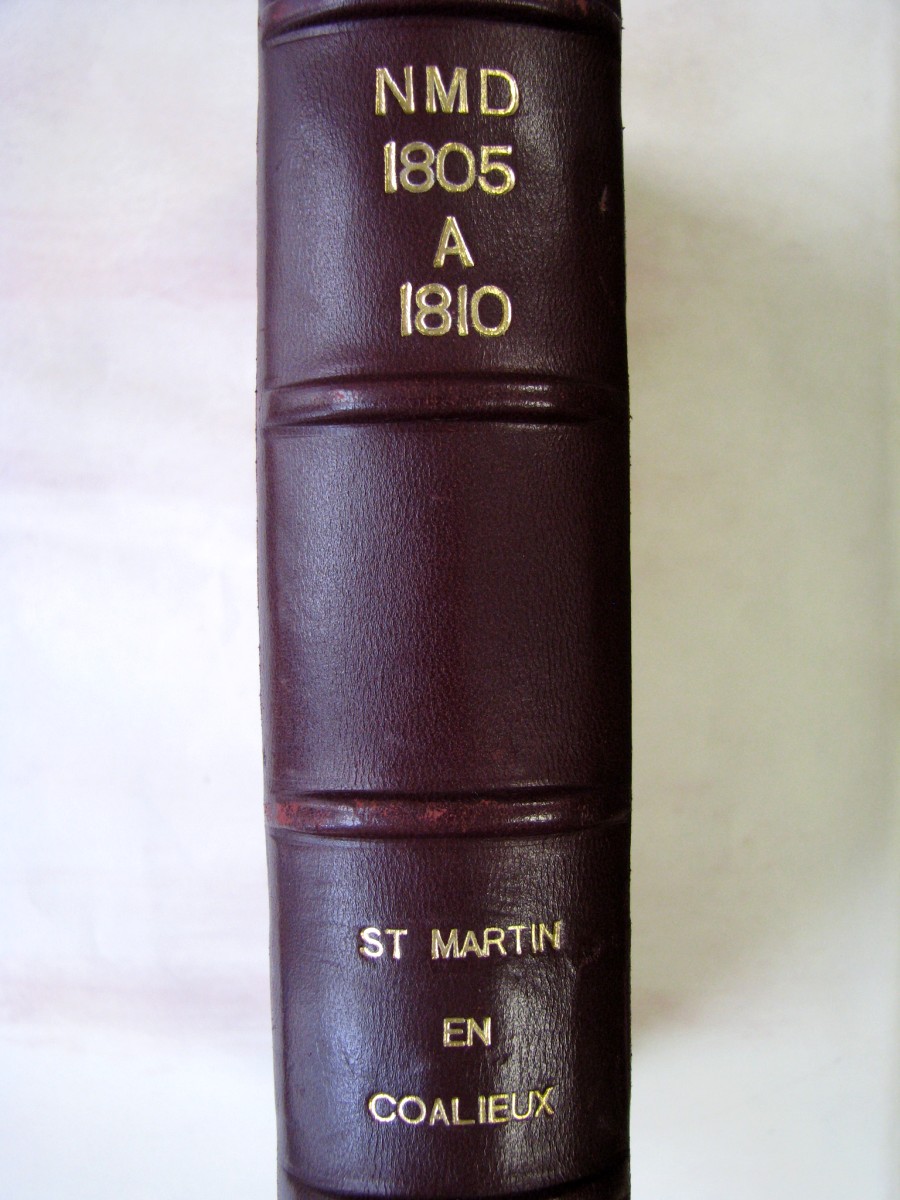 NMD
1805
A
1810
ST MARTIN
EN
COALIEUX